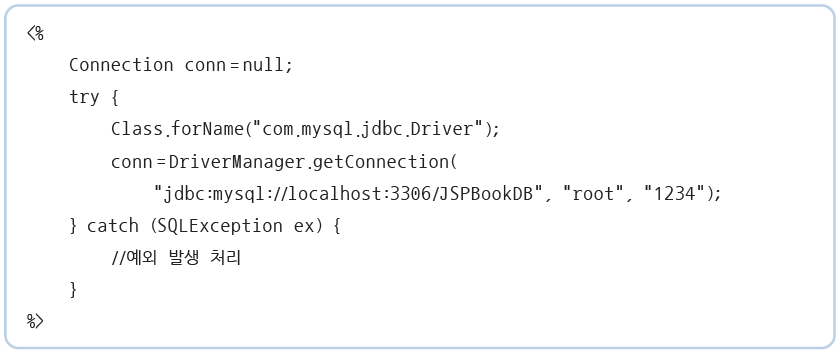 <%
    Connection conn=null;
    try {
        Class.forName("com.mysql.jdbc.Driver");
        conn=DriverManager.getConnection(
            "jdbc:mysql://localhost:3306/JSPBookDB", "root", "1234");
    } catch (SQLException ex) {
        //예외 발생 처리
    }
%>